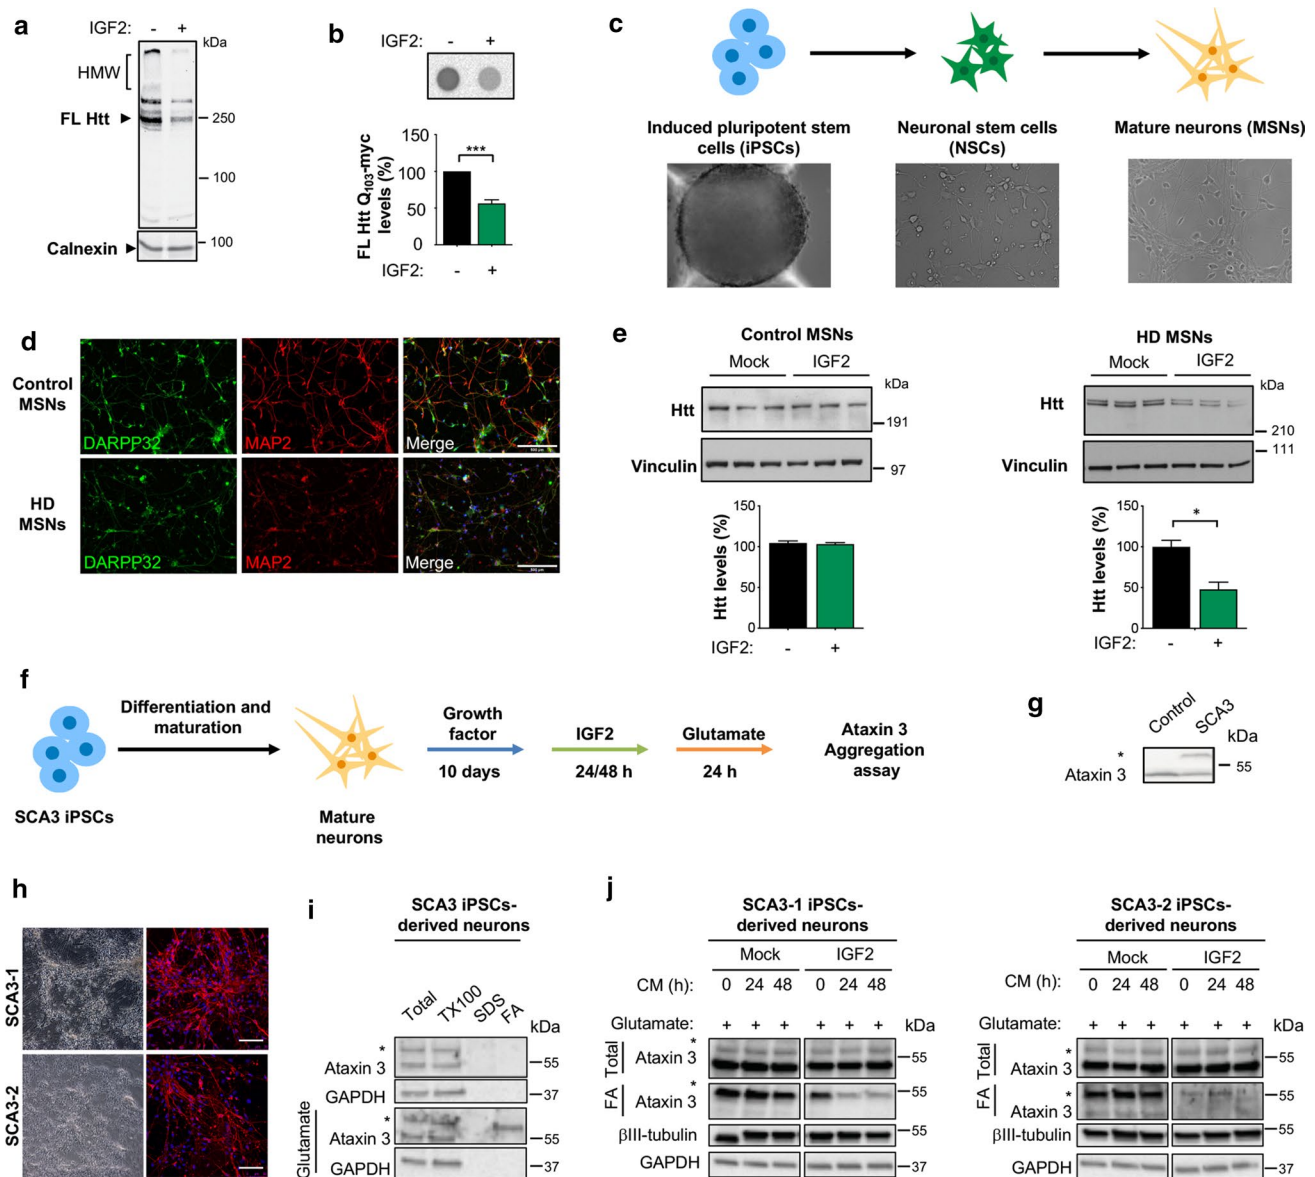 a
IGF2: - +
kDa
HMW
FL Htt
250
100
Calnexin
100
b
IGF2: - +
***
FL Htt Q103-myc
levels (%)
150
100
50
0
IGF2: - +
c
Induced pluripotent stem
cells (iPSCs)
Neuronal stem cells
(NSCs)
Mature neurons (MSNs)
d
Control
MSNs
DARPP32
MAP2
Merge
HD
MSNs
DARPP32
MAP2
Merge
e
Control MSNs
Mock IGF2
kDa
Htt
191
Vinculin
97
Htt levels (%)
150
100
50
0
IGF2: - +
HD MSNs
Mock IGF2
kDa
Htt
210
111
Vinculin
*
Htt levels (%)
150
100
50
0
IGF2: - +
f
SCA3 iPSCs
Differentiation and
maturation
Mature
neurons
Growth
factor
10 days
IGF2
24/48 h
Glutamate
24 h
Ataxin 3
Aggregation
assay
g
Control SCA3
kDa
*
Ataxin 3
55
h
SCA3-1
SCA3-2
i
SCA3 iPSCs-
derived neurons
Total TX100 SDS FA
kDa
*
Ataxin 3
55
GAPDH
37
Glutamate
*
Ataxin 3
55
GAPDH
37
j
SCA3-1 iPSCs-
derived neurons
Mock IGF2
CM (h): 0 24 48 0 24 48
Glutamate: + + + + + +
kDa
Total
*
Ataxin 3
55
FA
*
Ataxin 3
55
βIII-tubulin
55
GAPDH
37
SCA3-2 iPSCs-
derived neurons
Mock IGF2
CM (h): 0 24 48 0 24 48
Glutamate: + + + + + +
kDa
Total
*
Ataxin 3
55
FA
*
Ataxin 3
55
βIII-tubulin
55
GAPDH
37